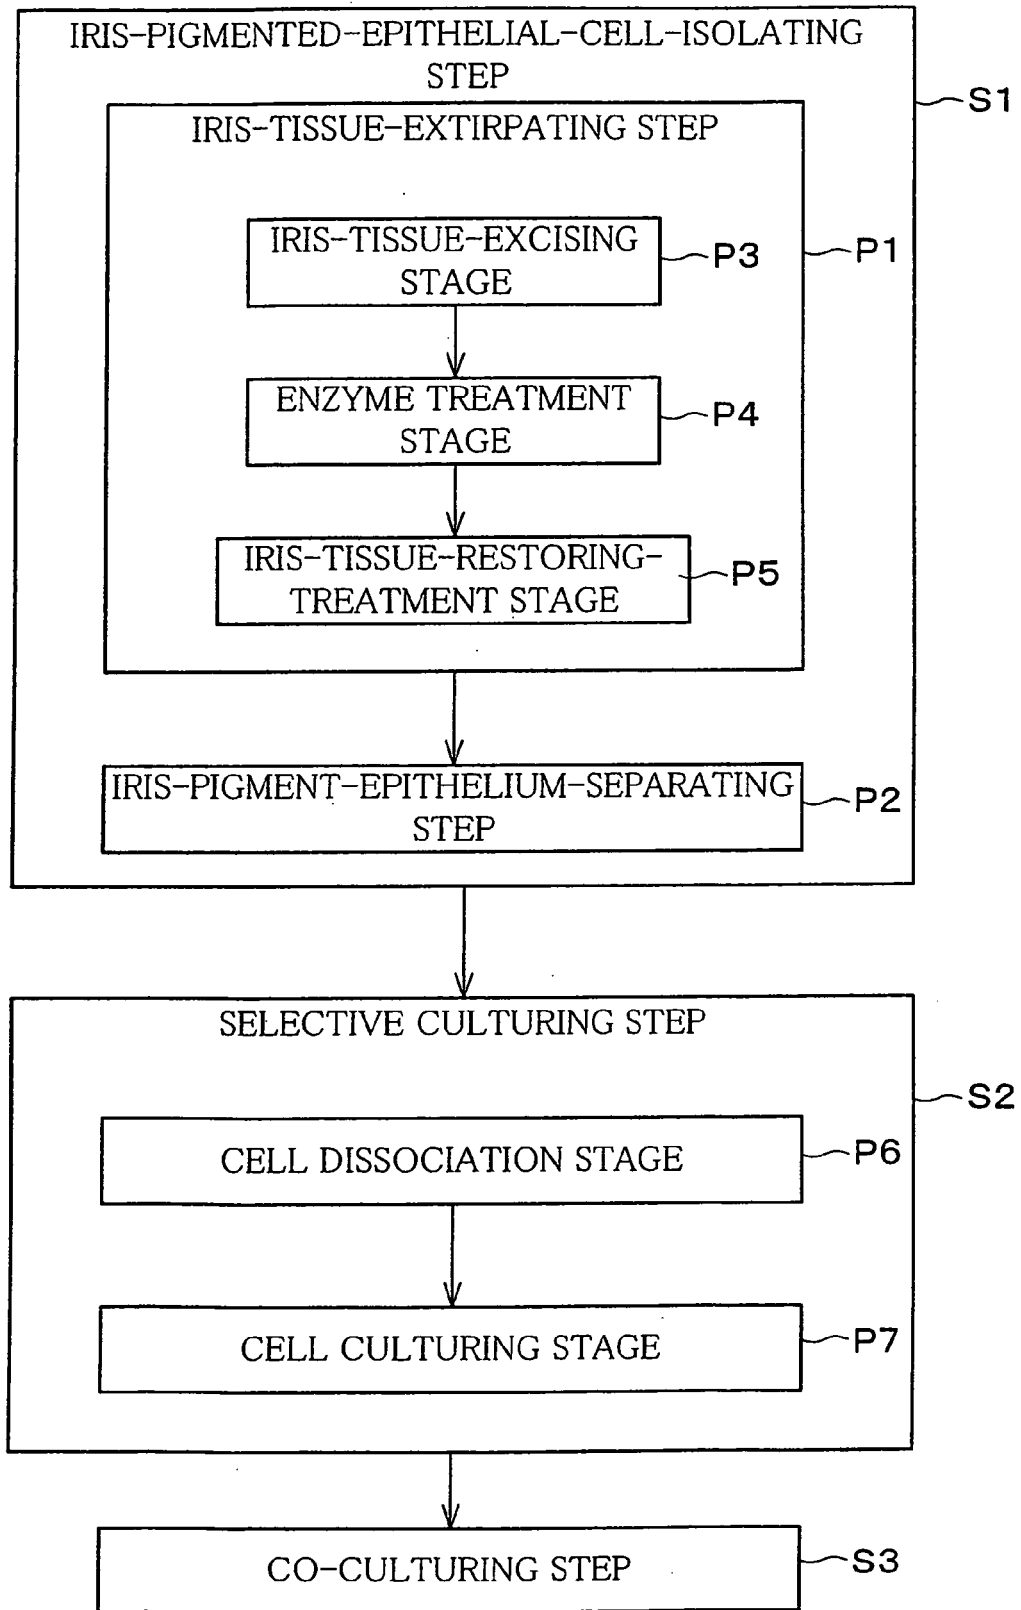 IRIS-PIGMENTED-EPITHELIAL-CELL-ISOLATING
STEP
S1
IRIS-TISSUE-EXTIRPATING STEP
P1
IRIS-TISSUE-EXCISING
STAGE
P3
ENZYME TREATMENT
STAGE
P4
IRIS-TISSUE-RESTORING-
TREATMENT STAGE
P5
IRIS-PIGMENT-EPITHELIUM-SEPARATING
STEP
P2
SELECTIVE CULTURING STEP
S2
CELL DISSOCIATION STAGE
P6
CELL CULTURING STAGE
P7
CO-CULTURING STEP
S3